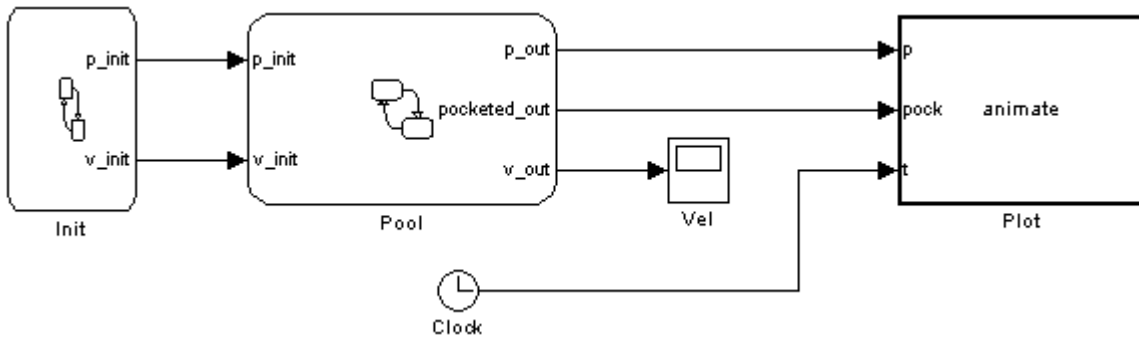 p_init
v_init
Init
p_init
v_init
p_out
pocketed_out
v_out
Pool
Vel
p
pock
t
animate
Plot
Clock